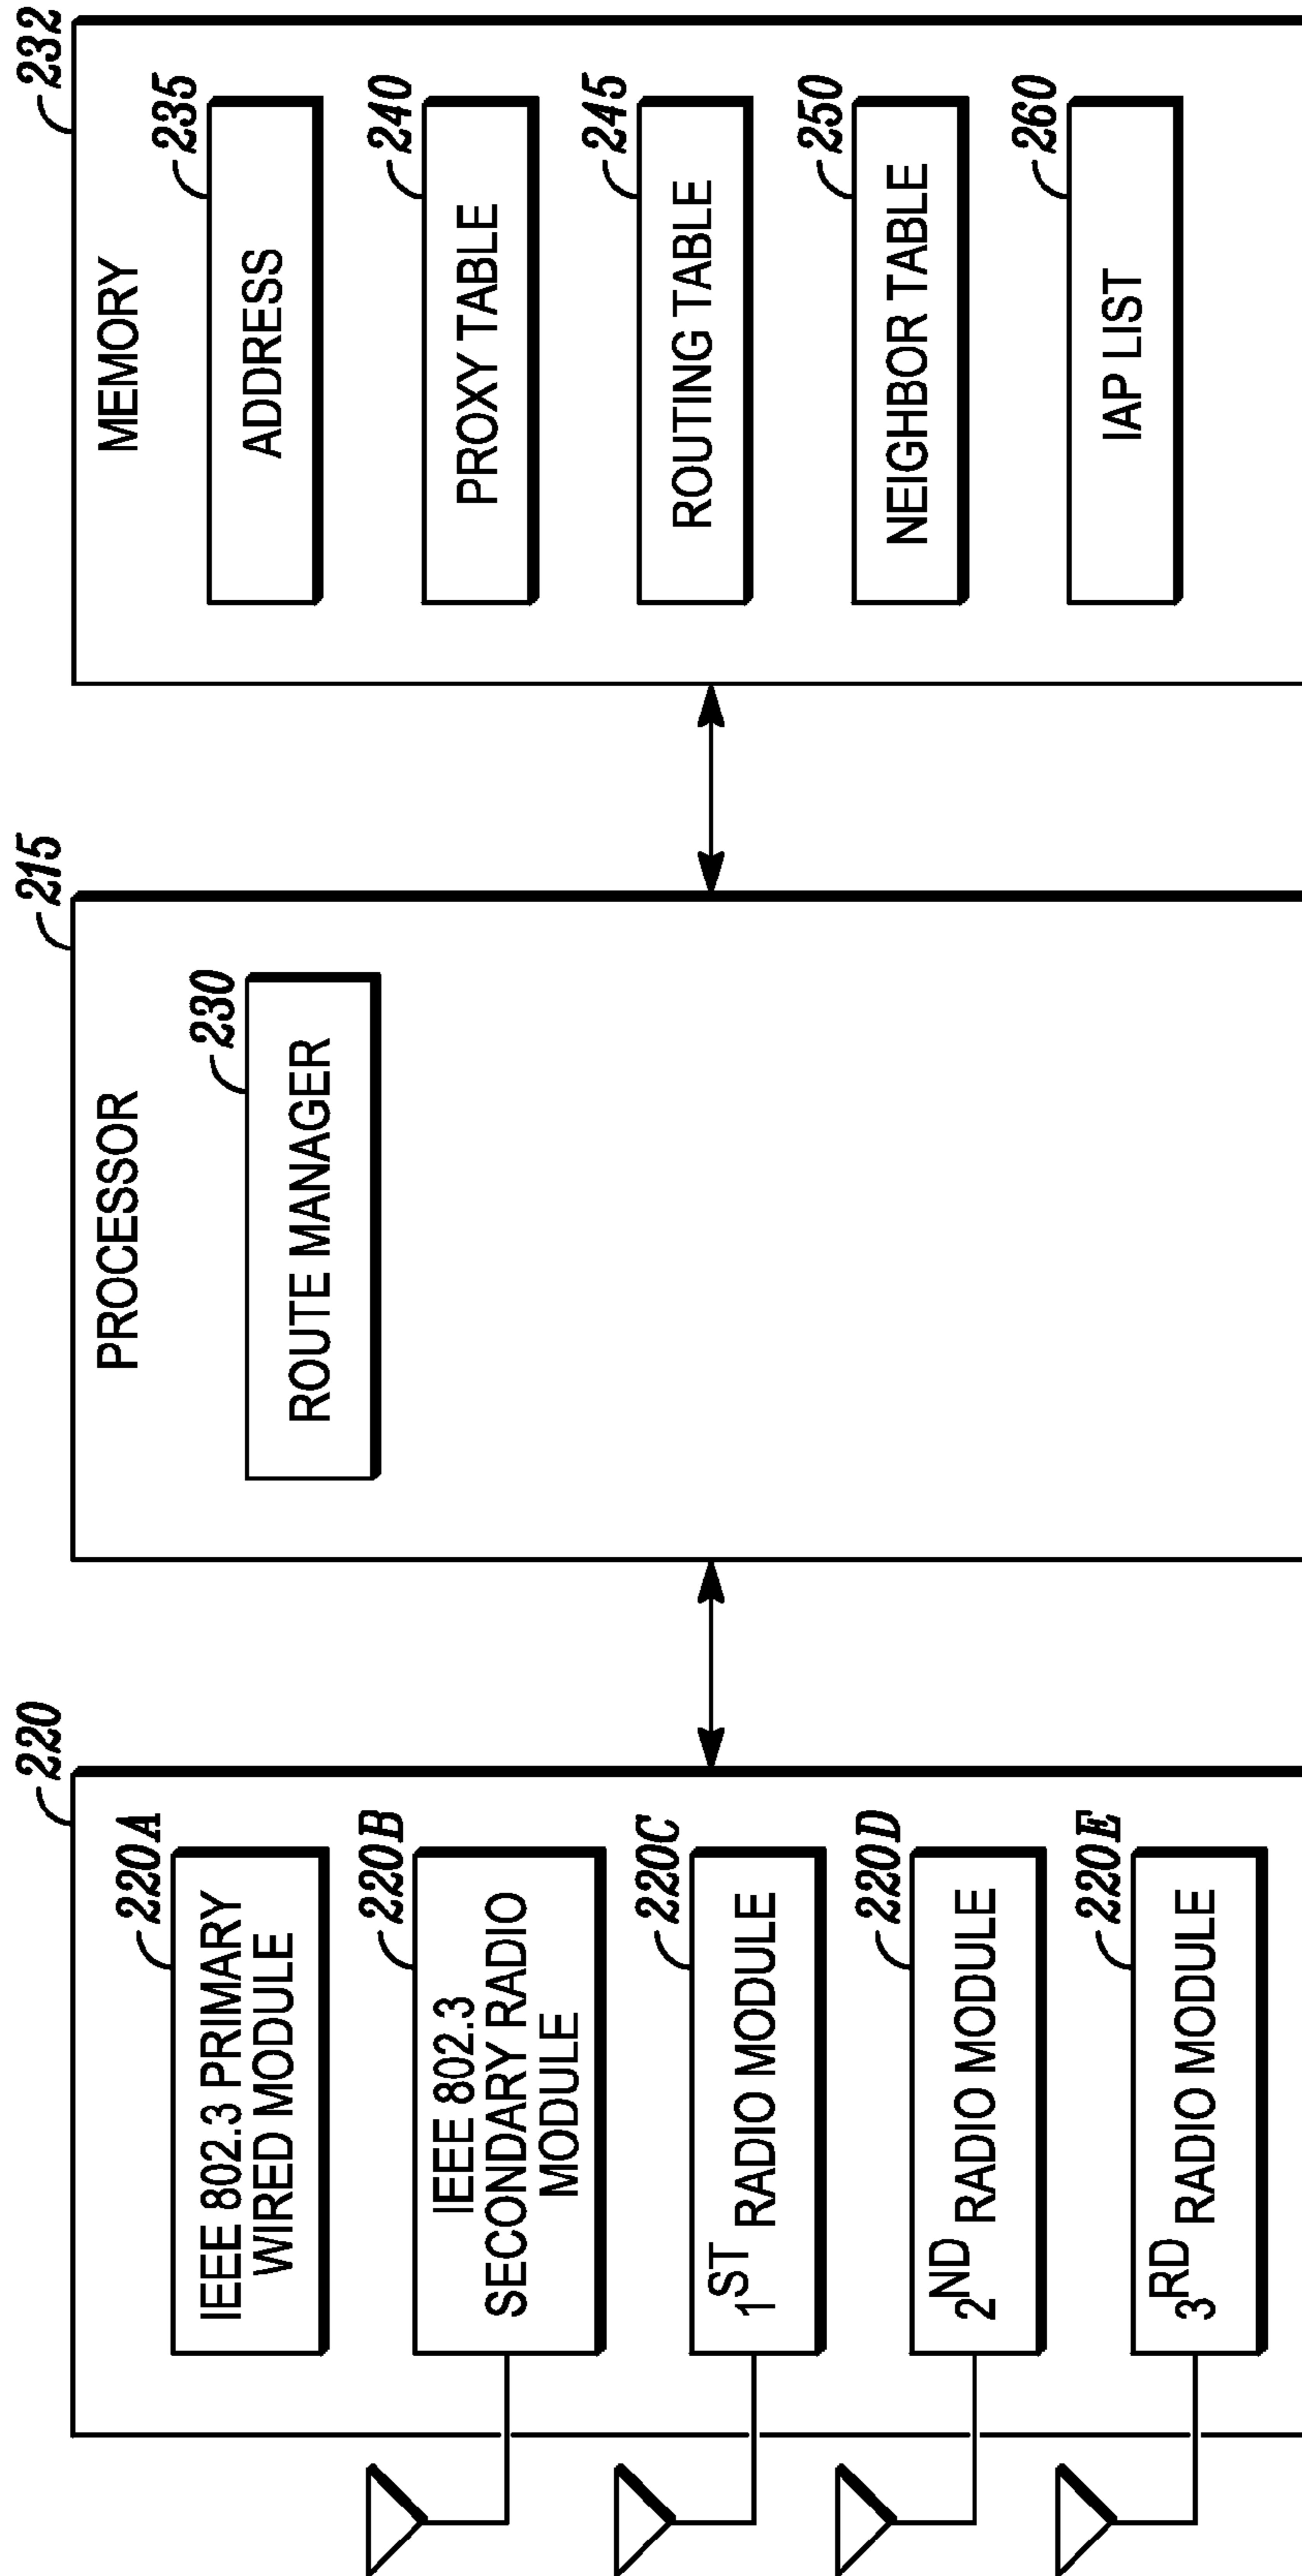 220
220A
IEEE 802.3 PRIMARY
WIRED MODULE
220B
IEEE 802.3
SECONDARY RADIO
MODULE
220C
1ST RADIO MODULE
220D
2ND RADIO MODULE
220E
3RD RADIO MODULE
215
PROCESSOR
230
ROUTE MANAGER
232
MEMORY
235
ADDRESS
240
PROXY TABLE
245
ROUTING TABLE
250
NEIGHBOR TABLE
260
IAP LIST